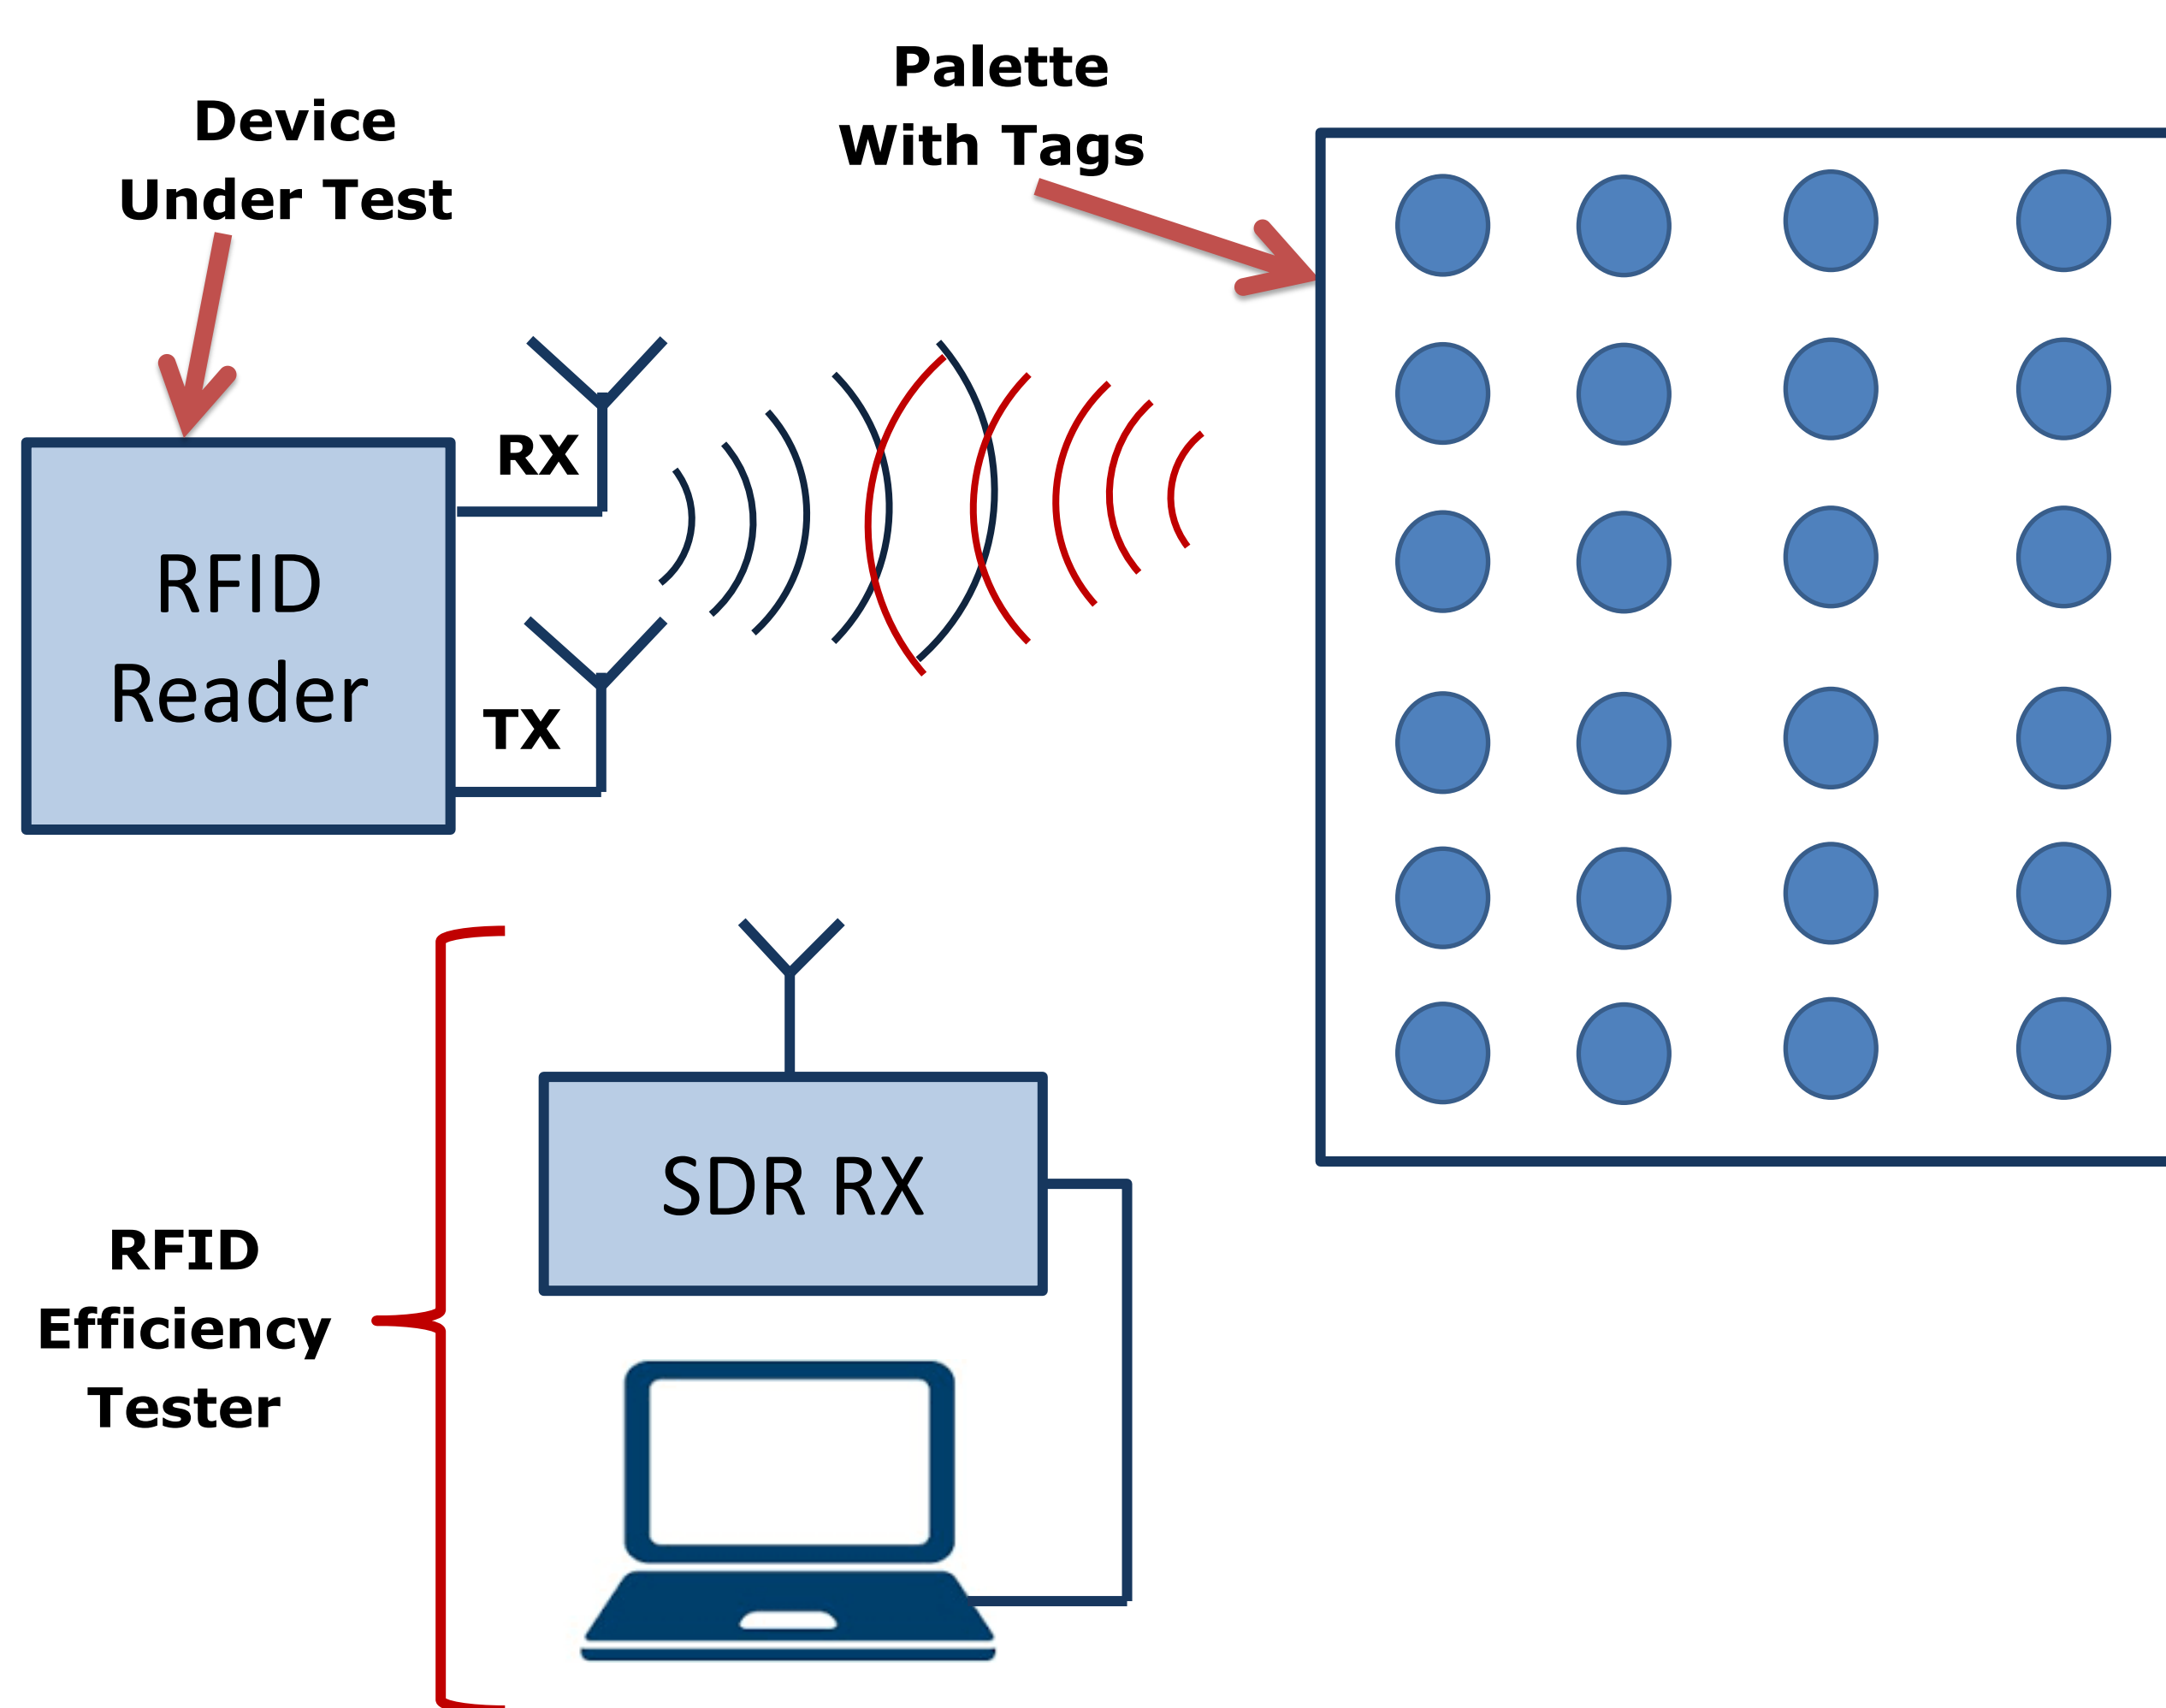 Device
Under Test
Palette
With Tags
RX
RFID
Reader
TX
SDR RX
RFID
Efficiency
Tester